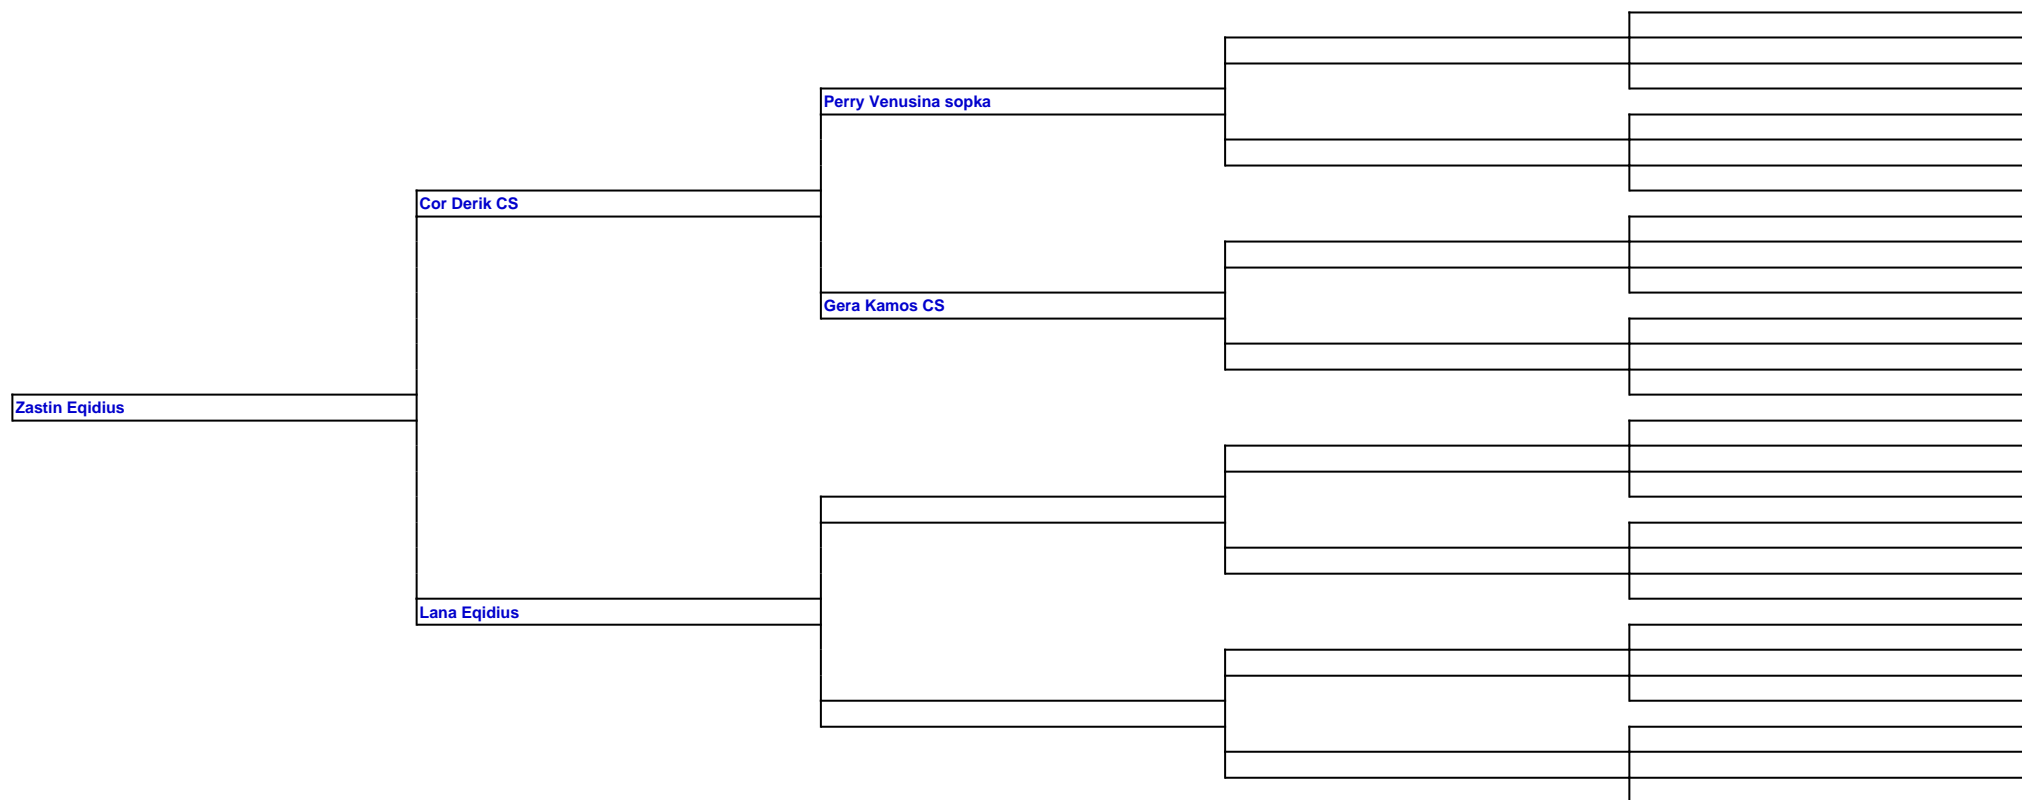 Perry Venusina sopka
Cor Derik CS
Gera Kamos CS
Zastin Eqidius
Lana Eqidius